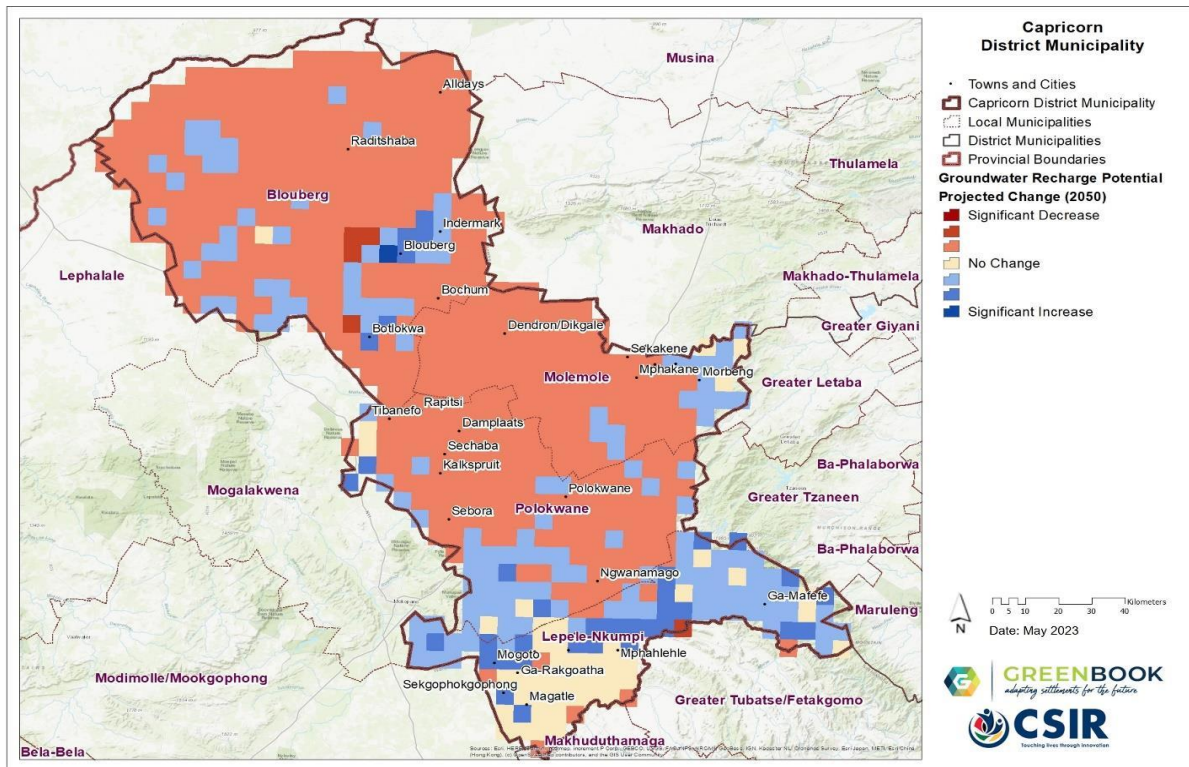 Capricorn
District Municipality
Towns and Cities
Capricorn District Municipality
Local Municipalities
District Municipalities
Provincial Boundaries
Groundwater Recharge Potential
Projected Change (2050)
Significant Decrease
No Change
Significant Increase
Musina
Alldays
Raditshaba
Thulamela
Blouberg
Indermark
Makhado
Blouberg
Lephalale
Makhado-Thulamela
Bochum
Botlokwa
Dendron/Dikgale
Greater Giyani
Sekakene
Mphakane
Morbeng
Molemole
Greater Letaba
Rapitsi
Tibanefo
Damplaats
Sechaba
Kalkspruit
Ba-Phalaborwa
Mogalakwena
Polokwane
Greater Tzaneen
Polokwane
Sebora
Ba-Phalaborwa
Ngwanamago
Ga-Mafefe
Maruleng
Lepele-Nkumpi
Mogoto
Mphahlehle
Ga-Rakgoatha
Modimolle/Mookgophong
Sekgophokgophong
Magatle
Greater Tubatse/Fetakgomo
Makhuduthamaga
Bela-Bela
N
0 5 10 20 30 40 Kilometers
Date: May 2023
GREENBOOK
adapting settlements for the future
CSIR
Touching lives through innovation